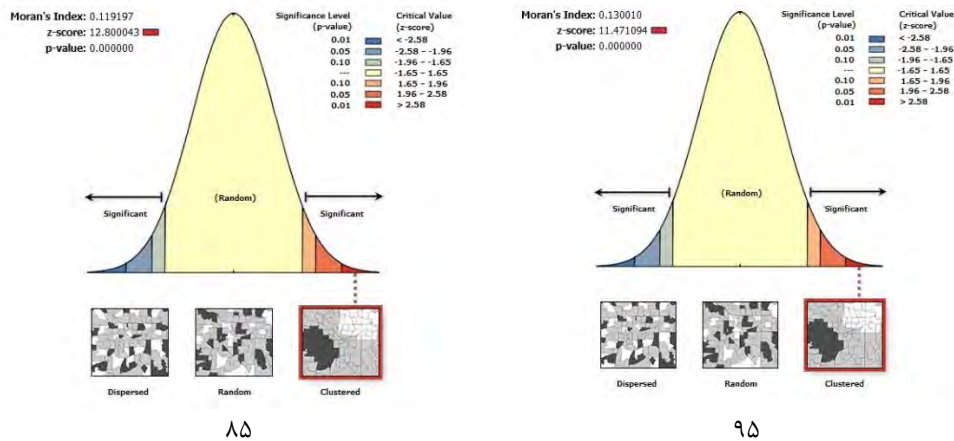 Moran's Index: 0.119197
z-score: 12.800043
p-value: 0.000000
Significance Level (p-value)
Critical Value (z-score)
0.01 < -2.58
0.05 -2.58 – -1.96
0.10 -1.96 – -1.65
--- -1.65 – 1.65
0.10 1.65 – 1.96
0.05 1.96 – 2.58
0.01 > 2.58
(Random)
Significant
Significant
Dispersed
Random
Clustered
۸۵
Moran's Index: 0.130010
z-score: 11.471094
p-value: 0.000000
Significance Level (p-value)
Critical Value (z-score)
0.01 < -2.58
0.05 -2.58 – -1.96
0.10 -1.96 – -1.65
--- -1.65 – 1.65
0.10 1.65 – 1.96
0.05 1.96 – 2.58
0.01 > 2.58
(Random)
Significant
Significant
Dispersed
Random
Clustered
۹۵